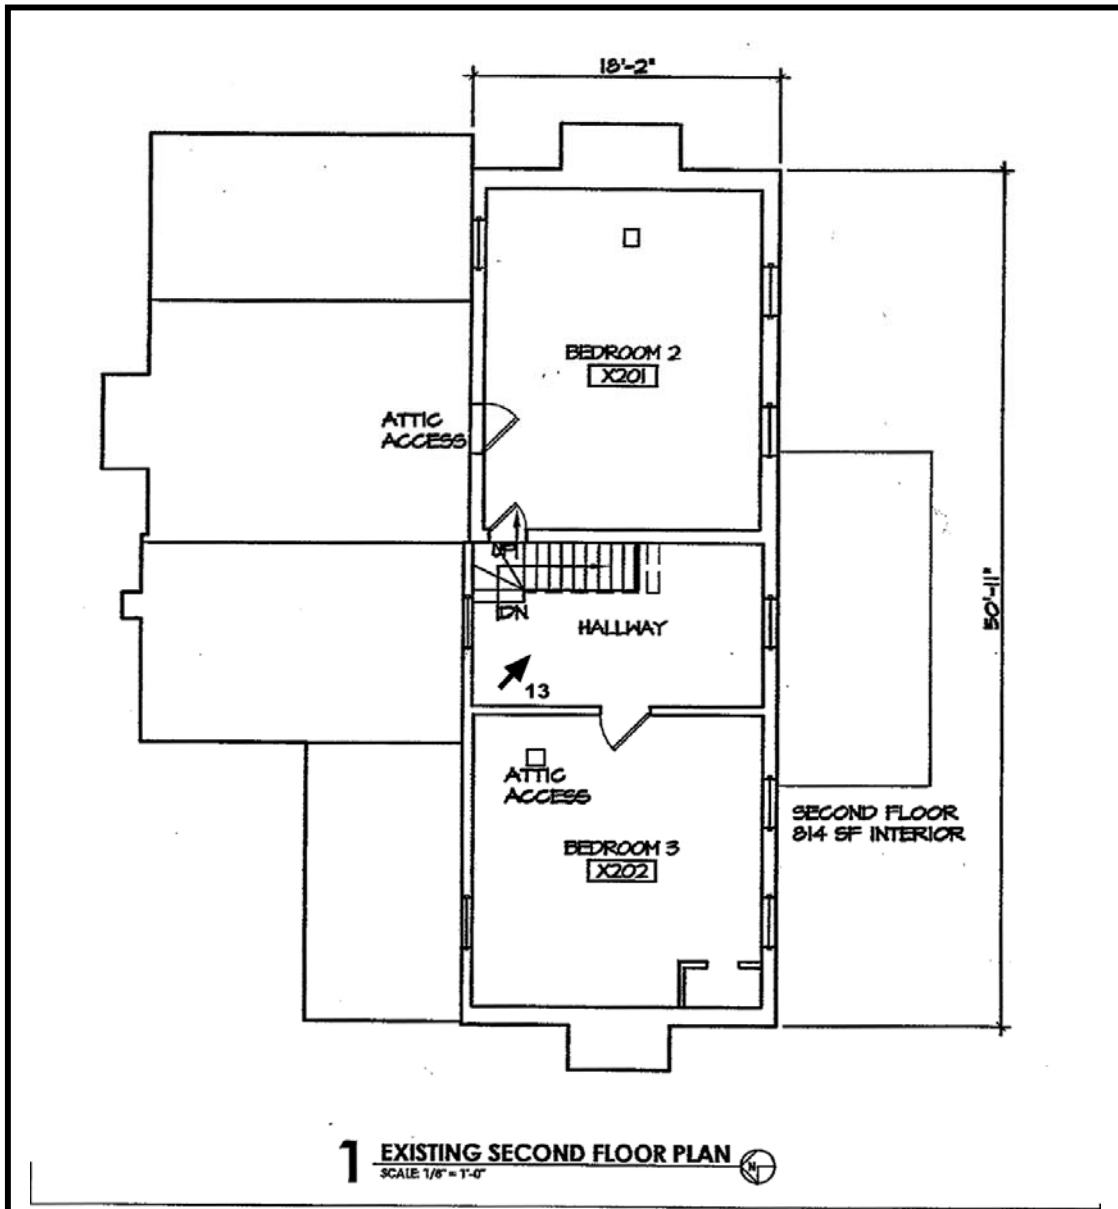 18'-2"
BEDROOM 2
X201
ATTIC
ACCESS
UP
DN
HALLWAY
50'-11"
13
ATTIC
ACCESS
SECOND FLOOR
814 SF INTERIOR
BEDROOM 3
X202
1 EXISTING SECOND FLOOR PLAN
SCALE: 1/8" = 1'-0"
N